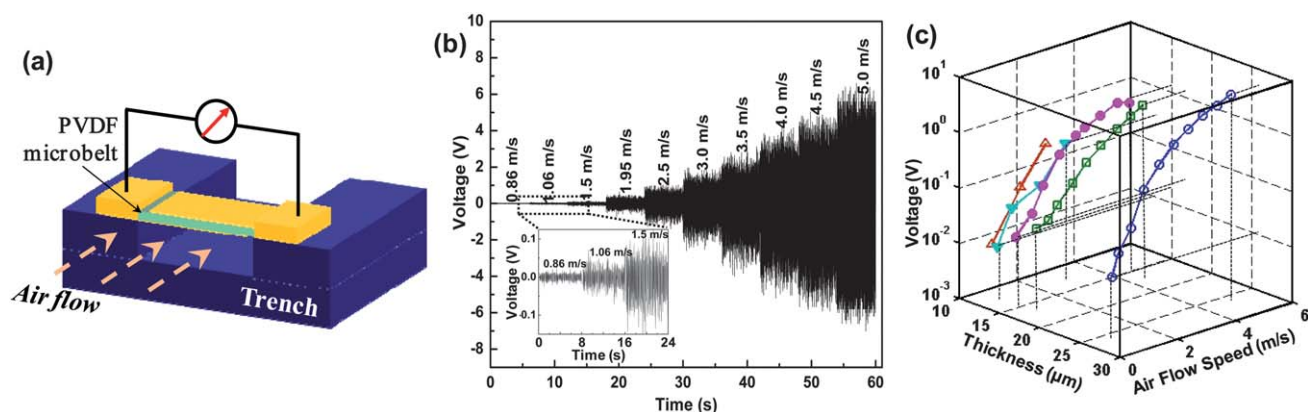 (a)
PVDF
microbelt
Air flow
Trench
(b)
Voltage (V)
10
8
6
4
2
0
-2
-4
-6
-8
0.86 m/s
1.06 m/s
1.5 m/s
1.95 m/s
2.5 m/s
3.0 m/s
3.5 m/s
4.0 m/s
4.5 m/s
5.0 m/s
Voltage (V)
0.1
0.0
-0.1
0.86 m/s
1.06 m/s
1.5 m/s
0 8 16 24
Time (s)
0 10 20 30 40 50 60
Time (s)
(c)
Voltage (V)
10^1
10^0
10^-1
10^-2
10^-3
10 15 20 25 30
Thickness (μm)
0 2 4 6
Air Flow Speed (m/s)